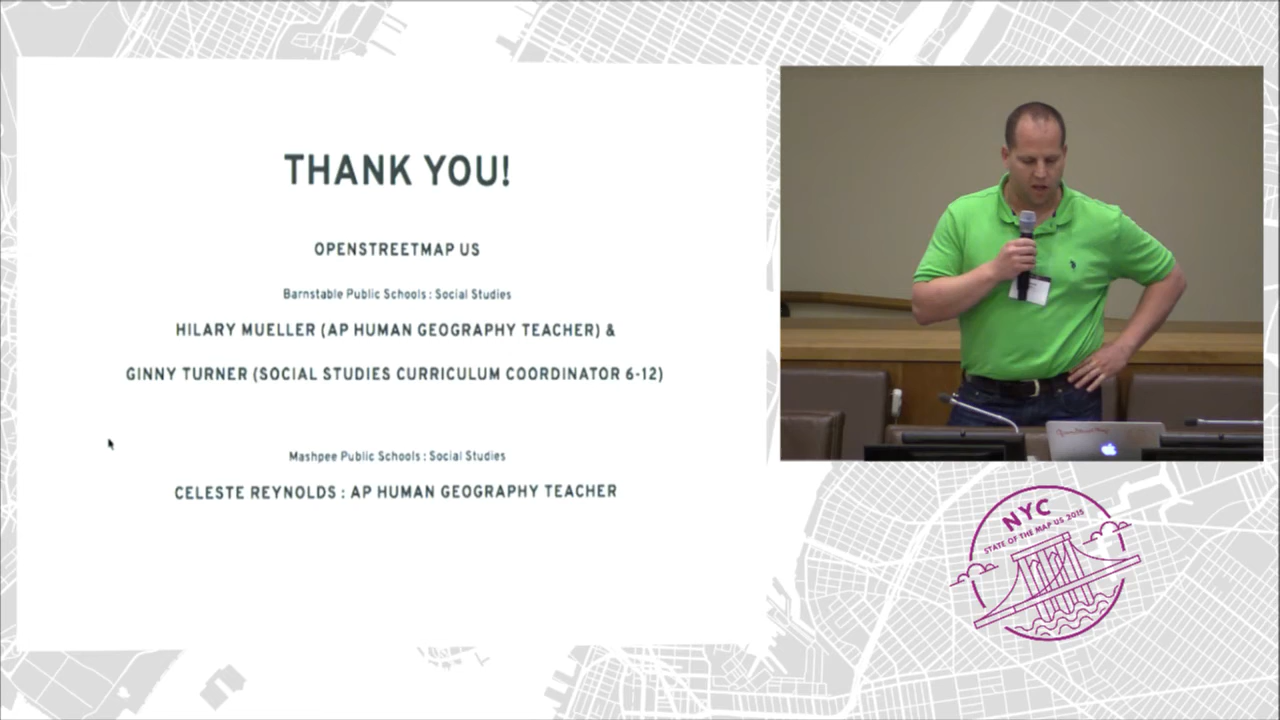 THANK YOU!
OPENSTREETMAP US
Barnstable Public Schools : Social Studies
HILARY MUELLER (AP HUMAN GEOGRAPHY TEACHER) &
GINNY TURNER (SOCIAL STUDIES CURRICULUM COORDINATOR 6-12)
Mashpee Public Schools : Social Studies
CELESTE REYNOLDS : AP HUMAN GEOGRAPHY TEACHER
NYC
STATE OF THE MAP US 2015